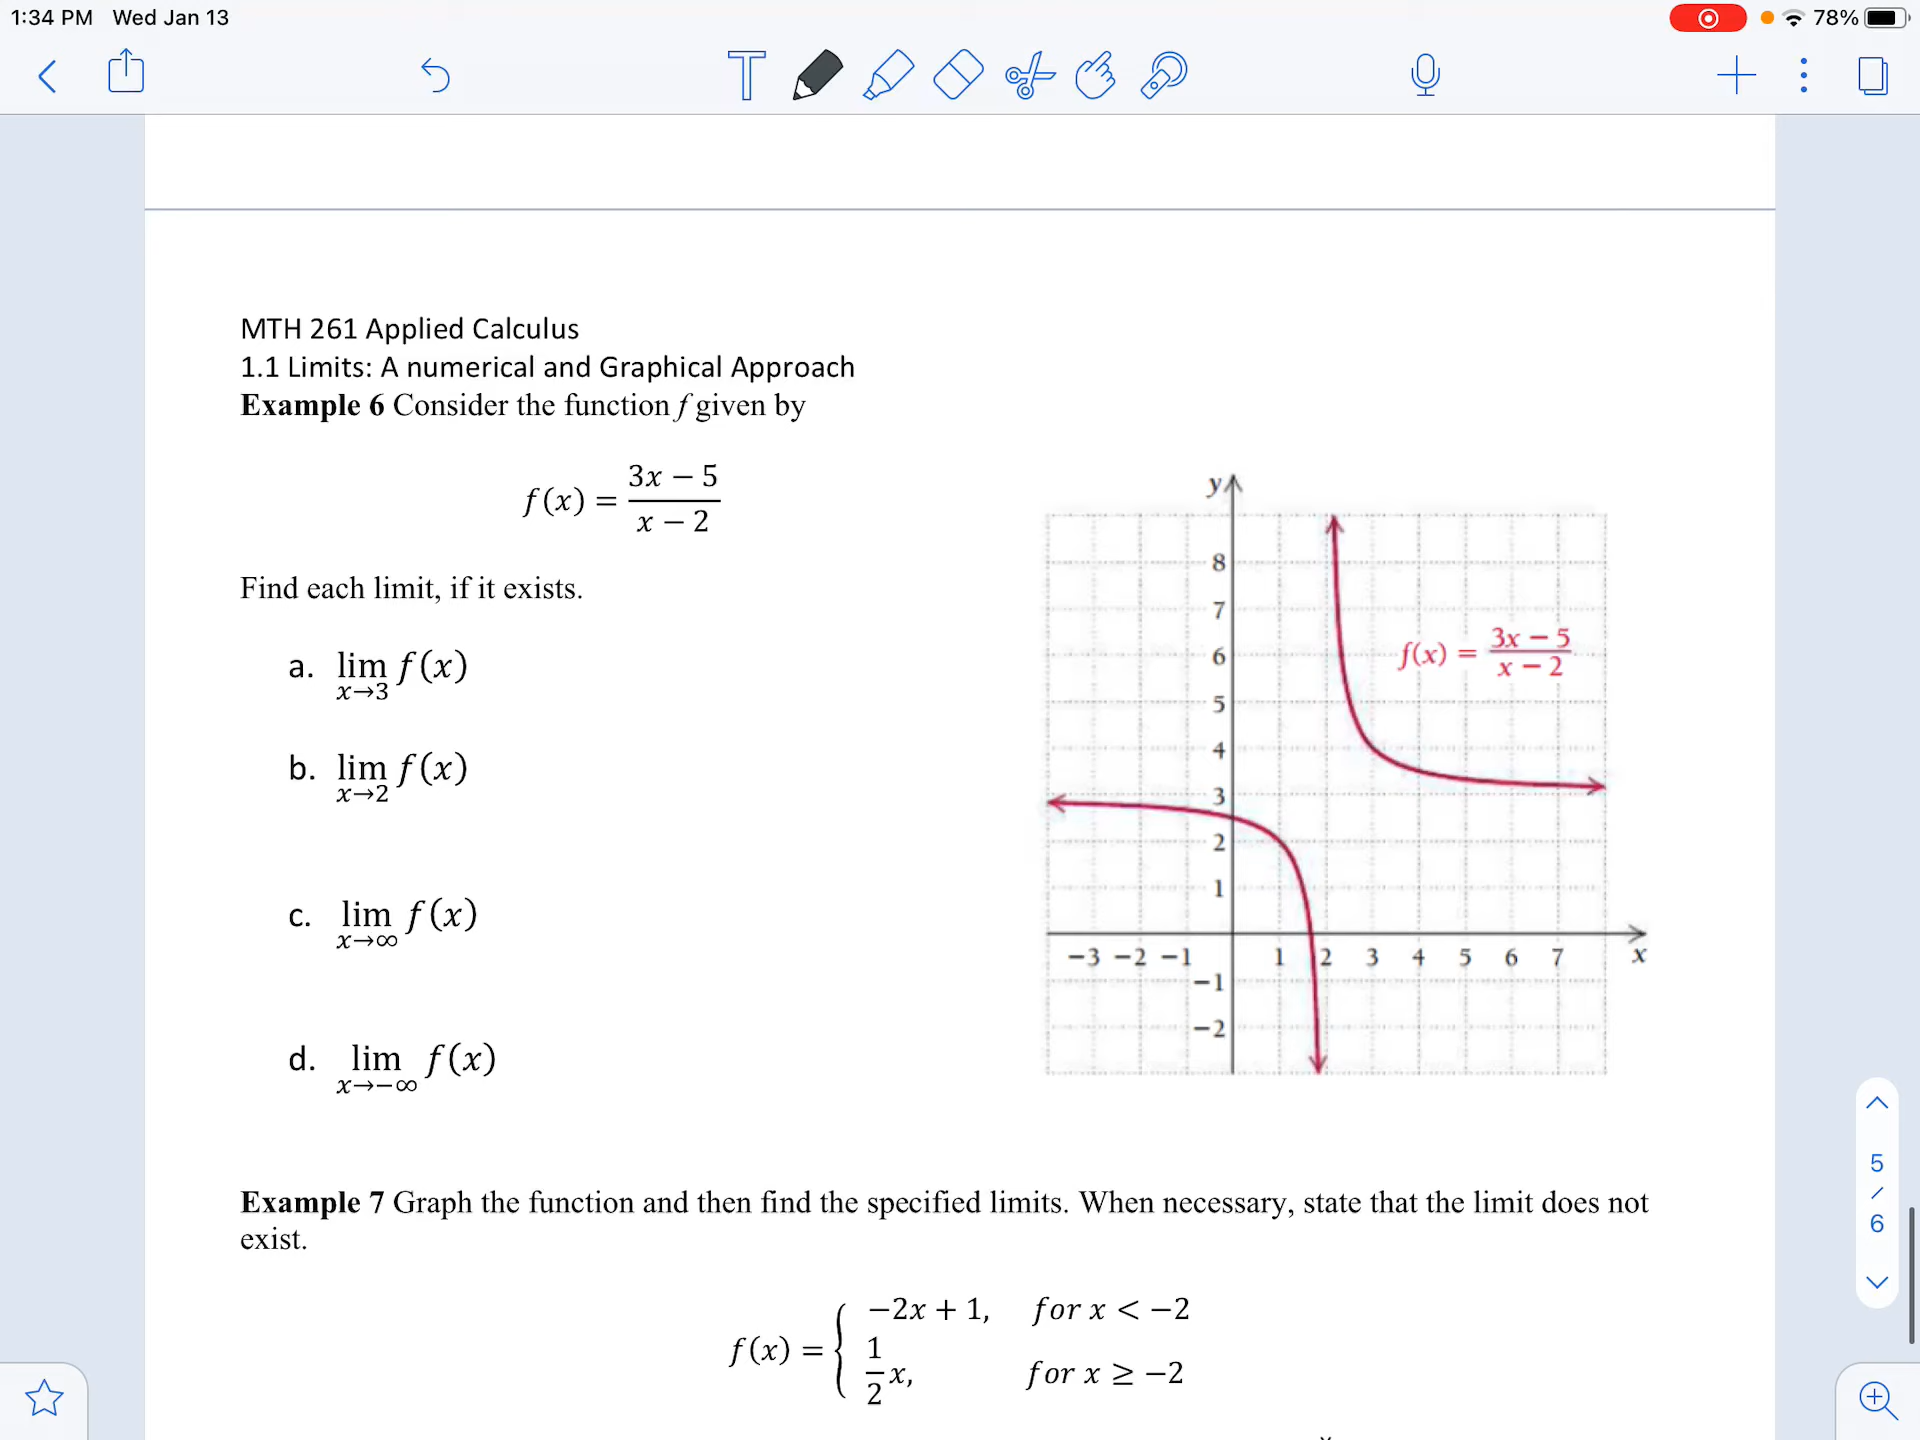 1:34 PM Wed Jan 13
78%
T
MTH 261 Applied Calculus
1.1 Limits: A numerical and Graphical Approach
Example 6 Consider the function f given by
f(x) = (3x − 5)/(x − 2)
Find each limit, if it exists.
a. lim x→3 f(x)
b. lim x→2 f(x)
c. lim x→∞ f(x)
d. lim x→−∞ f(x)
y
8
7
6
f(x) = (3x − 5)/(x − 2)
5
4
3
2
1
−3 −2 −1 1 2 3 4 5 6 7 x
−1
−2
5 / 6
Example 7 Graph the function and then find the specified limits. When necessary, state that the limit does not
exist.
f(x) = { −2x + 1, for x < −2
1/2 x, for x ≥ −2